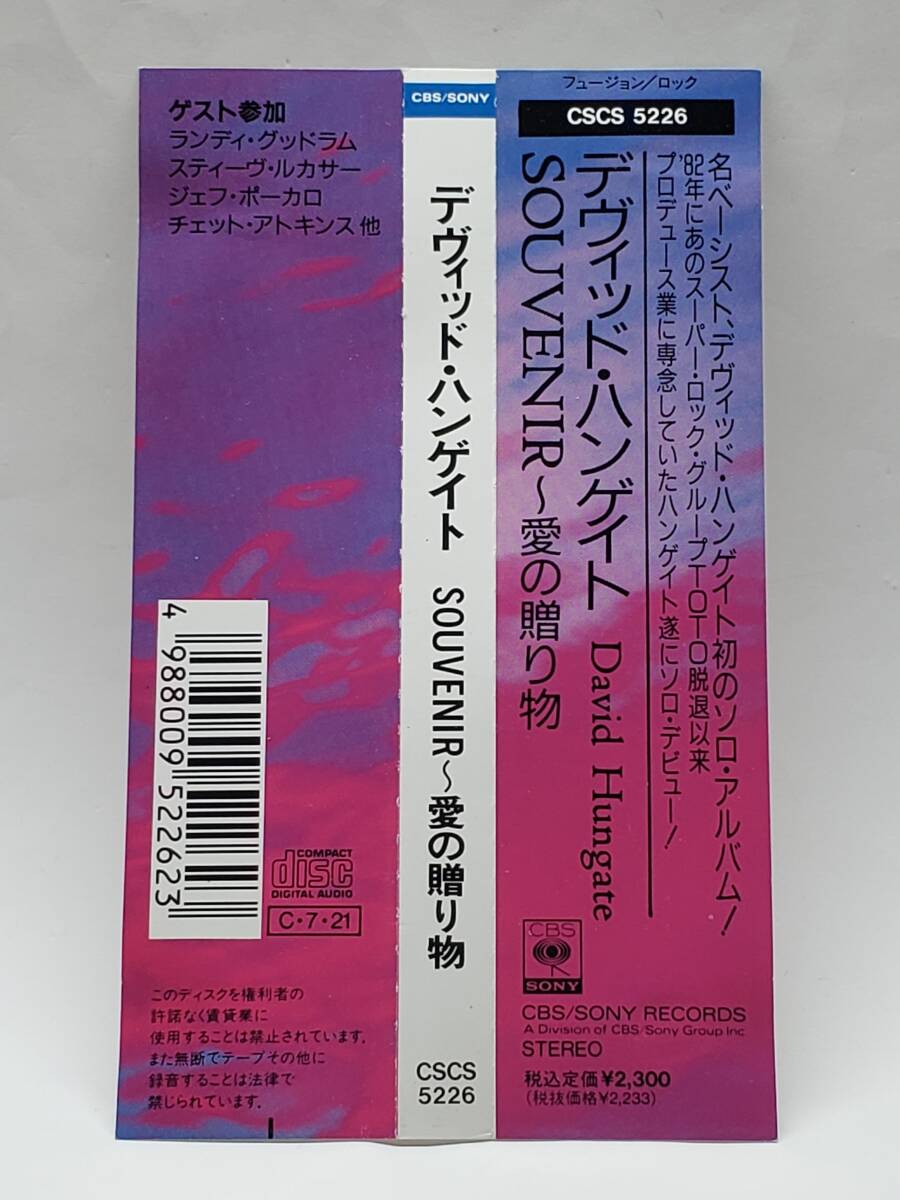 ゲスト参加
ランディ・グッドラム
スティーヴ・ルカサー
ジェフ・ポーカロ
チェット・アトキンス 他
4 988009 522623
COMPACT
disc
DIGITAL AUDIO
C・7・21
このディスクを権利者の
許諾なく賃貸業に
使用することは禁止されています。
また無断でテープその他に
録音することは法律で
禁じられています。
CBS/SONY
デヴィッド・ハンゲイト SOUVENIR〜愛の贈り物
CSCS
5226
フュージョン/ロック
CSCS 5226
名ベーシスト、デヴィッド・ハンゲイト初のソロ・アルバム!
'82年にあのスーパー・ロック・グループTOTO脱退以来
プロデュース業に専念していたハンゲイト遂にソロ・デビュー!
デヴィッド・ハンゲイト David Hungate
SOUVENIR〜愛の贈り物
CBS
SONY
CBS/SONY RECORDS
A Division of CBS/Sony Group Inc
STEREO
税込定価¥2,300
(税抜価格¥2,233)